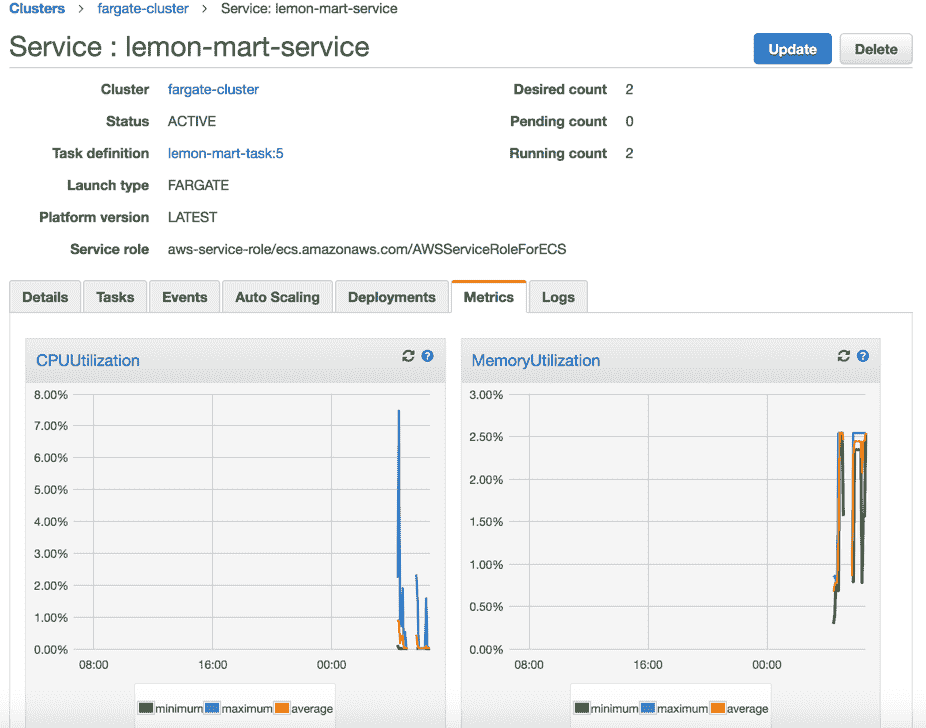 Clusters > fargate-cluster > Service: lemon-mart-service
Service : lemon-mart-service
Update Delete
Cluster fargate-cluster Desired count 2
Status ACTIVE Pending count 0
Task definition lemon-mart-task:5 Running count 2
Launch type FARGATE
Platform version LATEST
Service role aws-service-role/ecs.amazonaws.com/AWSServiceRoleForECS
Details Tasks Events Auto Scaling Deployments Metrics Logs
CPUUtilization ?
8.00%
7.00%
6.00%
5.00%
4.00%
3.00%
2.00%
1.00%
0.00%
08:00 16:00 00:00
minimum maximum average
MemoryUtilization ?
3.00%
2.50%
2.00%
1.50%
1.00%
0.50%
0.00%
08:00 16:00 00:00
minimum maximum average